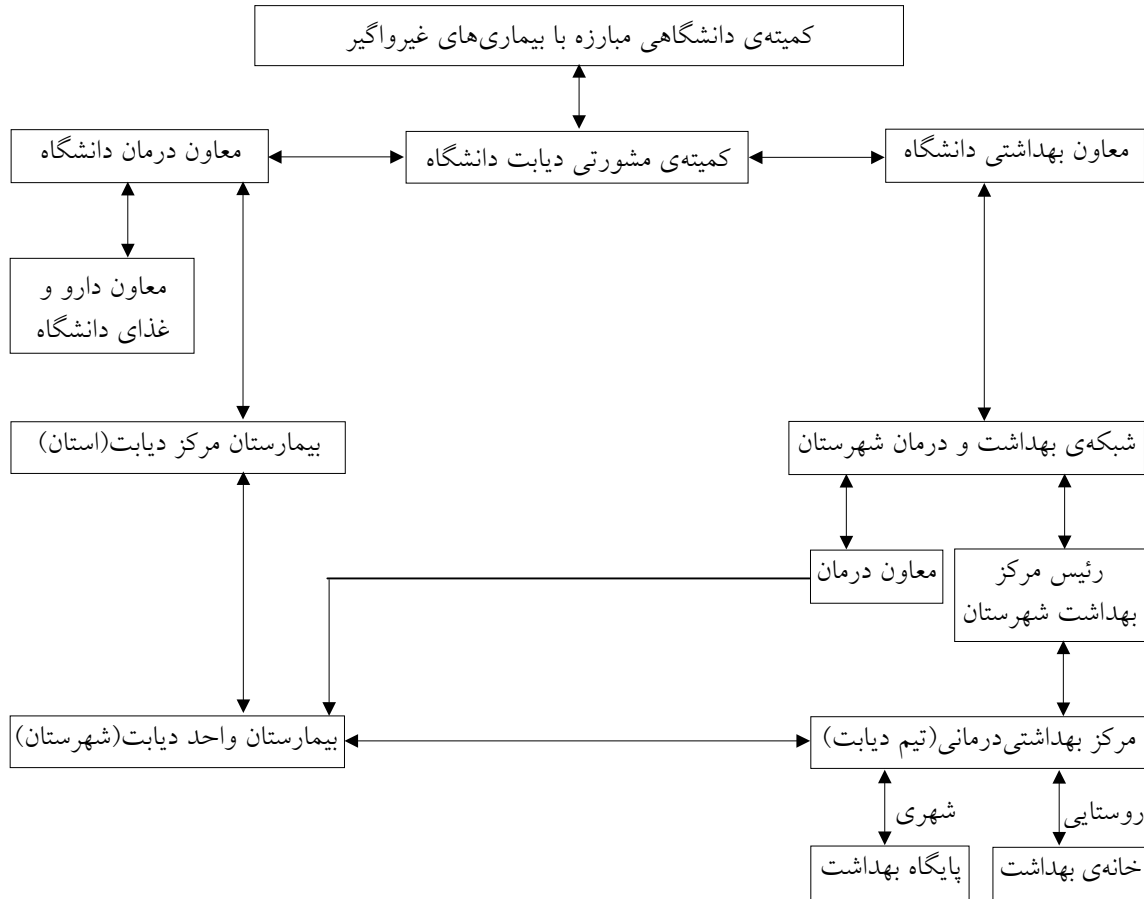 کمیته‌ی دانشگاهی مبارزه با بیماری‌های غیرواگیر
معاون بهداشتی دانشگاه
کمیته‌ی مشورتی دیابت دانشگاه
معاون درمان دانشگاه
معاون دارو و
غذای دانشگاه
شبکه‌ی بهداشت و درمان شهرستان
بیمارستان مرکز دیابت(استان)
رئیس مرکز
بهداشت شهرستان
معاون درمان
مرکز بهداشتی‌درمانی(تیم دیابت)
بیمارستان واحد دیابت(شهرستان)
روستایی
شهری
خانه‌ی بهداشت
پایگاه بهداشت